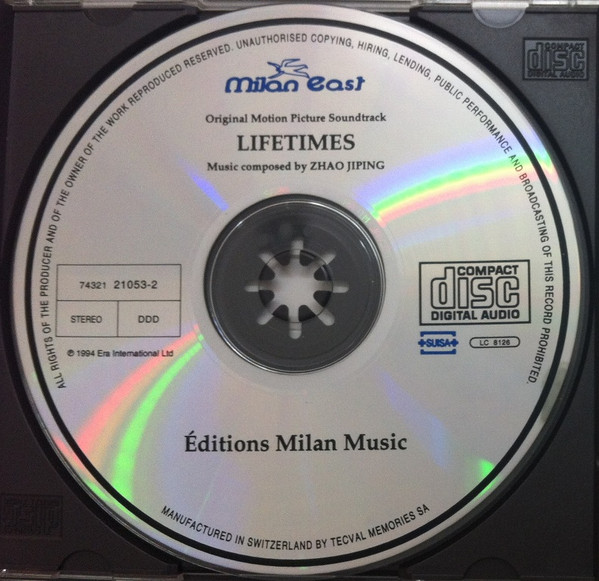 ALL RIGHTS OF THE PRODUCER AND OF THE OWNER OF THE WORK REPRODUCED RESERVED. UNAUTHORISED COPYING, HIRING, LENDING, PUBLIC PERFORMANCE AND BROADCASTING OF THIS RECORD PROHIBITED.
milan east
Original Motion Picture Soundtrack
LIFETIMES
Music composed by ZHAO JIPING
74321 21053-2
STEREO DDD
℗ 1994 Era International Ltd
COMPACT
disc
DIGITAL AUDIO
SUISA
LC 8126
Éditions Milan Music
MANUFACTURED IN SWITZERLAND BY TECVAL MEMORIES SA
COMPACT
disc
DIGITAL AUDIO